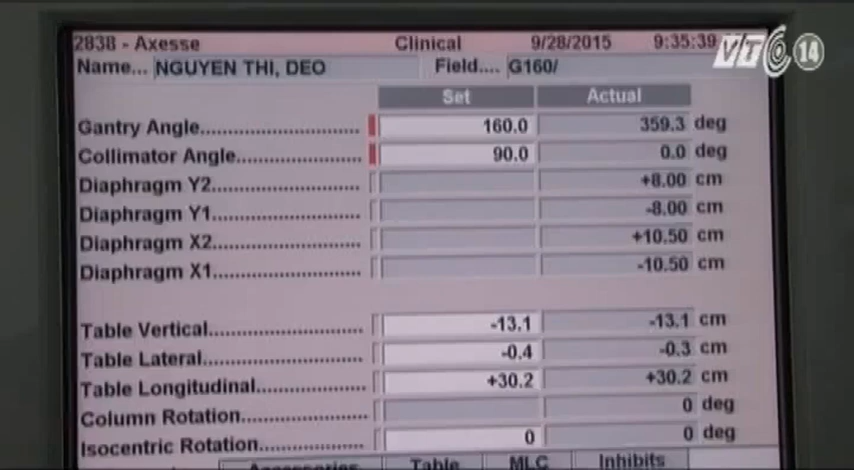 2838 - Axesse Clinical 9/28/2015 9:35:39 VTC 14
Name... NGUYEN THI, DEO Field.... G160/
Set Actual
Gantry Angle.............................. 160.0 359.3 deg
Collimator Angle........................ 90.0 0.0 deg
Diaphragm Y2............................ +8.00 cm
Diaphragm Y1............................ -8.00 cm
Diaphragm X2............................ +10.50 cm
Diaphragm X1............................ -10.50 cm
Table Vertical............................. -13.1 -13.1 cm
Table Lateral.............................. -0.4 -0.3 cm
Table Longitudinal...................... +30.2 +30.2 cm
Column Rotation......................... 0 deg
Isocentric Rotation...................... 0 0 deg
Accessories Table MLC Inhibits